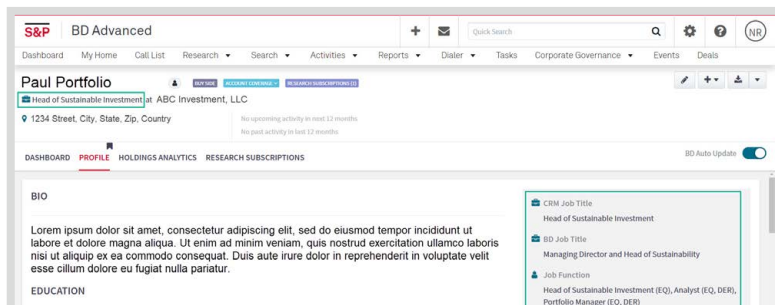 S&P BD Advanced
Quick Search
NR
Dashboard My Home Call List Research Search Activities Reports Dialer Tasks Corporate Governance Events Deals
Paul Portfolio BUY SIDE ACCOUNT COVERAGE RESEARCH SUBSCRIPTIONS (1)
Head of Sustainable Investment at ABC Investment, LLC
1234 Street, City, State, Zip, Country
No upcoming activity in next 12 months
No past activity in last 12 months
DASHBOARD PROFILE HOLDINGS ANALYTICS RESEARCH SUBSCRIPTIONS
BD Auto Update
BIO
Lorem ipsum dolor sit amet, consectetur adipiscing elit, sed do eiusmod tempor incididunt ut
labore et dolore magna aliqua. Ut enim ad minim veniam, quis nostrud exercitation ullamco laboris
nisi ut aliquip ex ea commodo consequat. Duis aute irure dolor in reprehenderit in voluptate velit
esse cillum dolore eu fugiat nulla pariatur.
EDUCATION
CRM Job Title
Head of Sustainable Investment
BD Job Title
Managing Director and Head of Sustainability
Job Function
Head of Sustainable Investment (EQ), Analyst (EQ, DER),
Portfolio Manager (EQ, DER)